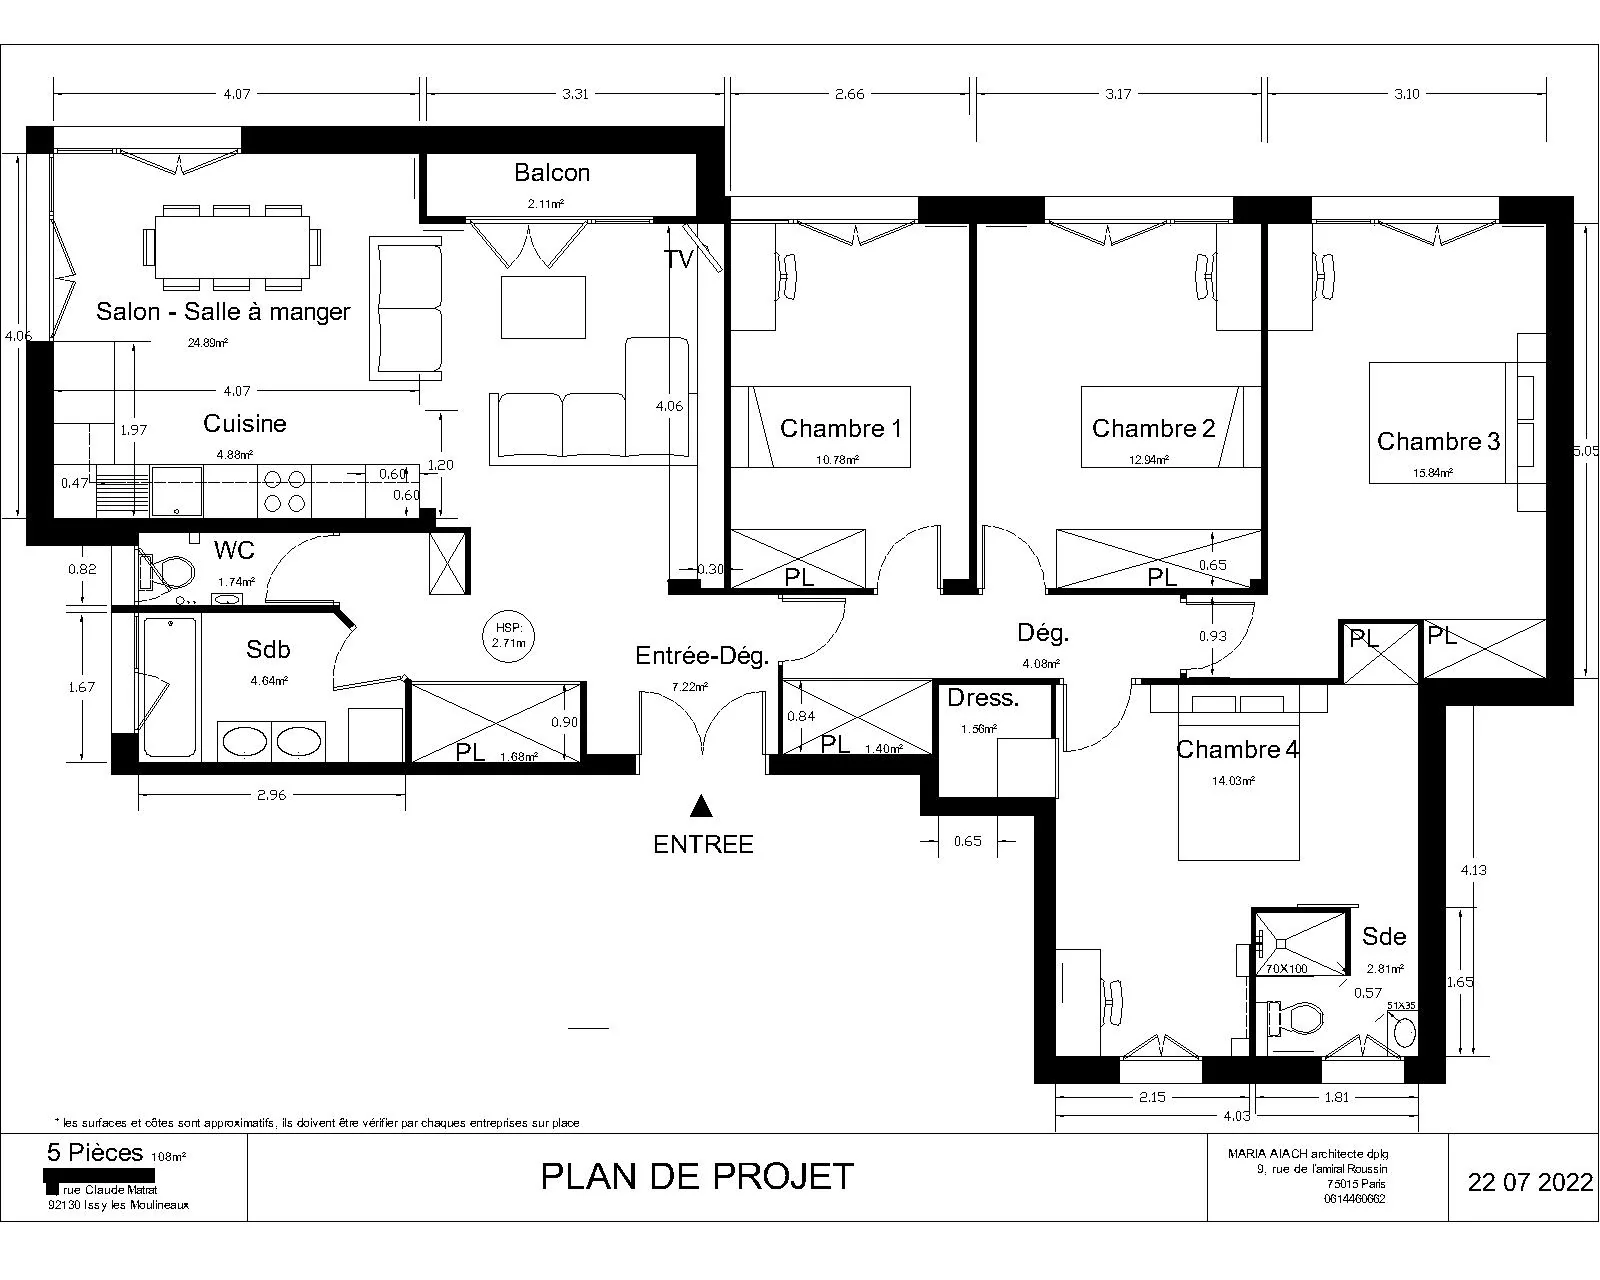 4.07
3.31
2.66
3.17
3.10
Balcon
2.11m²
TV
Salon - Salle à manger
24.89m²
4.06
4.07
Cuisine
4.88m²
1.97
0.47
0.60
0.60
1.20
4.06
Chambre 1
10.78m²
Chambre 2
12.94m²
Chambre 3
15.84m²
5.05
WC
1.74m²
0.82
0.30
PL
PL
0.65
HSP:
2.71m
Sdb
4.64m²
1.67
Entrée-Dég.
7.22m²
Dég.
4.08m²
0.93
PL
PL
PL
1.68m²
0.90
0.84
PL
1.40m²
Dress.
1.56m²
Chambre 4
14.03m²
2.96
ENTREE
0.65
4.13
Sde
2.81m²
70X100
0.57
51X35
1.65
2.15
1.81
4.03
* les surfaces et côtes sont approximatifs, ils doivent être vérifier par chaques entreprises sur place
5 Pièces 108m²
rue Claude Matrat
92130 Issy les Moulineaux
PLAN DE PROJET
MARIA AIACH architecte dplg
9, rue de l'amiral Roussin
75015 Paris
0614460662
22 07 2022